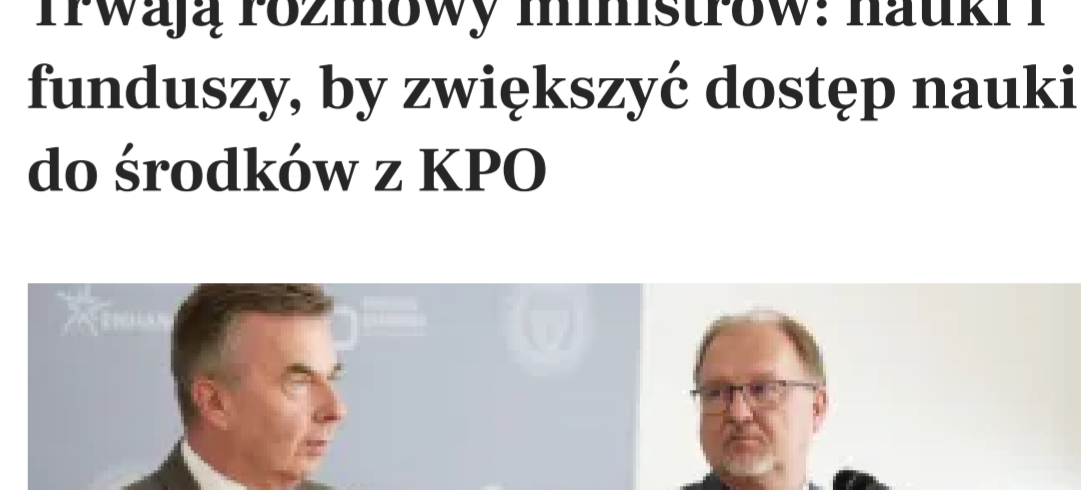 Trwają rozmowy ministrów: nauki i
funduszy, by zwiększyć dostęp nauki
do środków z KPO